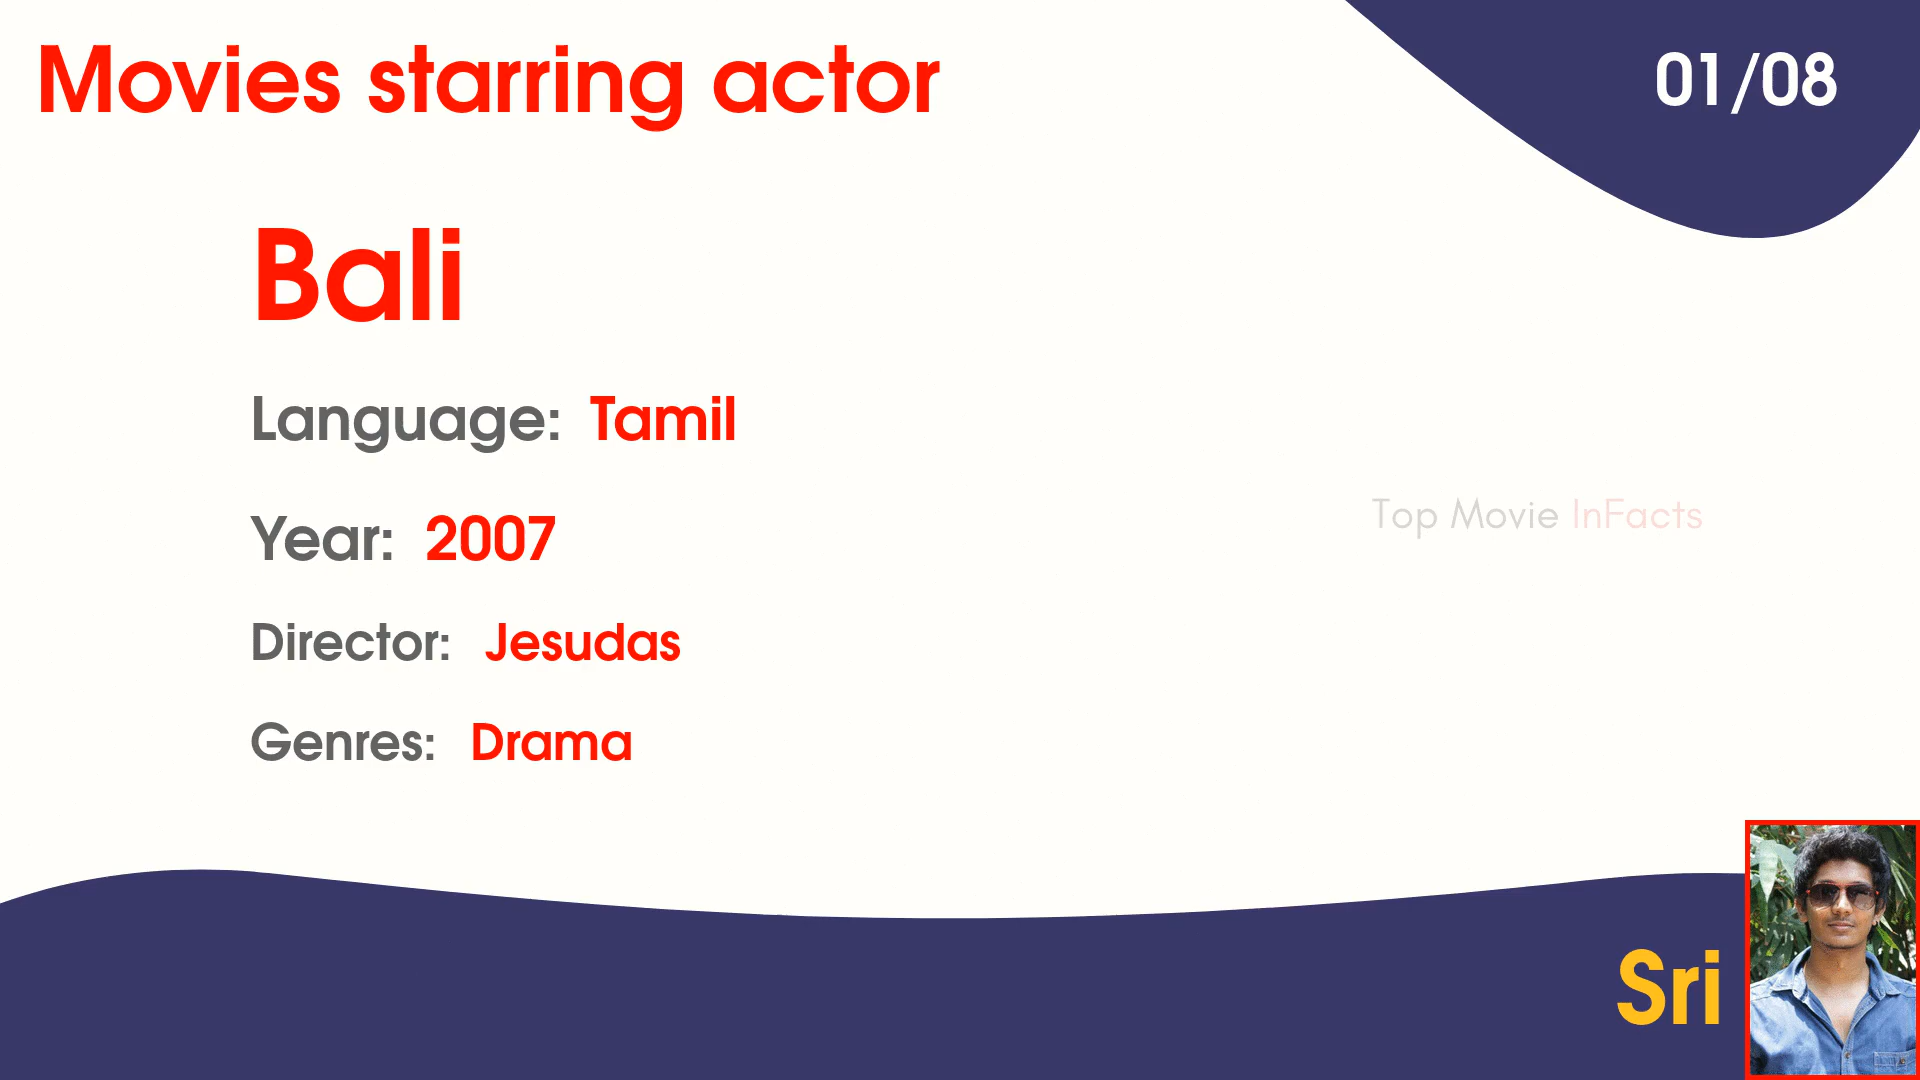 Movies starring actor
01/08
Bali
Language: Tamil
Top Movie InFacts
Year: 2007
Director: Jesudas
Genres: Drama
Sri